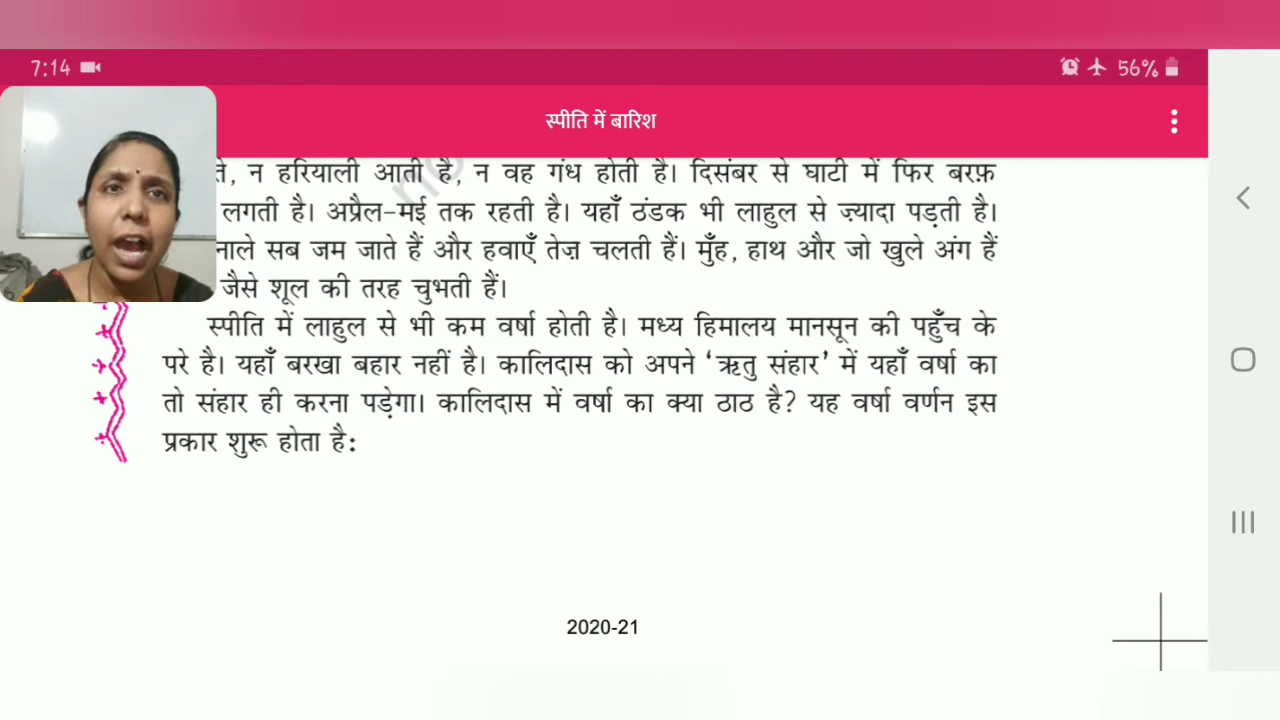 7:14 56%
स्पीति में बारिश
न हरियाली आती है, न वह गंध होती है। दिसंबर से घाटी में फिर बरफ़
लगती है। अप्रैल-मई तक रहती है। यहाँ ठंडक भी लाहुल से ज़्यादा पड़ती है।
नाले सब जम जाते हैं और हवाएँ तेज़ चलती हैं। मुँह, हाथ और जो खुले अंग हैं
जैसे शूल की तरह चुभती हैं।
स्पीति में लाहुल से भी कम वर्षा होती है। मध्य हिमालय मानसून की पहुँच के
परे है। यहाँ बरखा बहार नहीं है। कालिदास को अपने ‘ऋतु संहार’ में यहाँ वर्षा का
तो संहार ही करना पड़ेगा। कालिदास में वर्षा का क्या ठाठ है? यह वर्षा वर्णन इस
प्रकार शुरू होता है:
2020-21